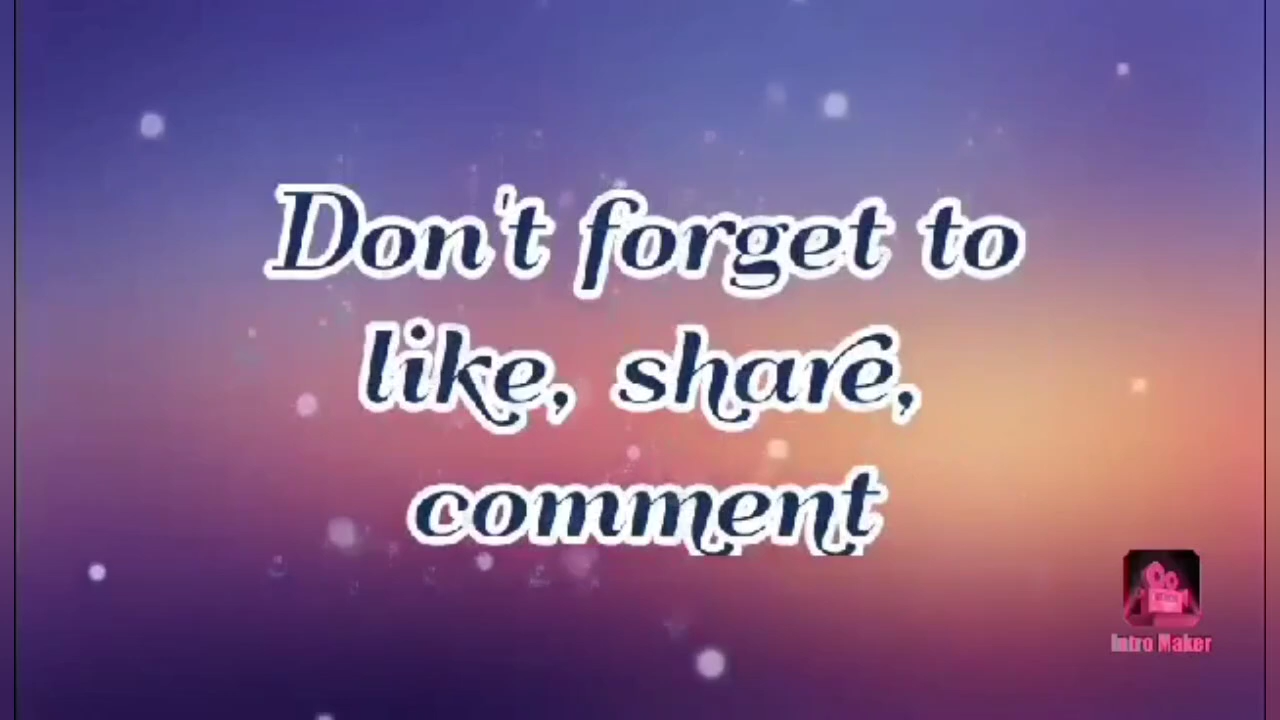 Don't forget to
like, share,
comment
Intro Maker